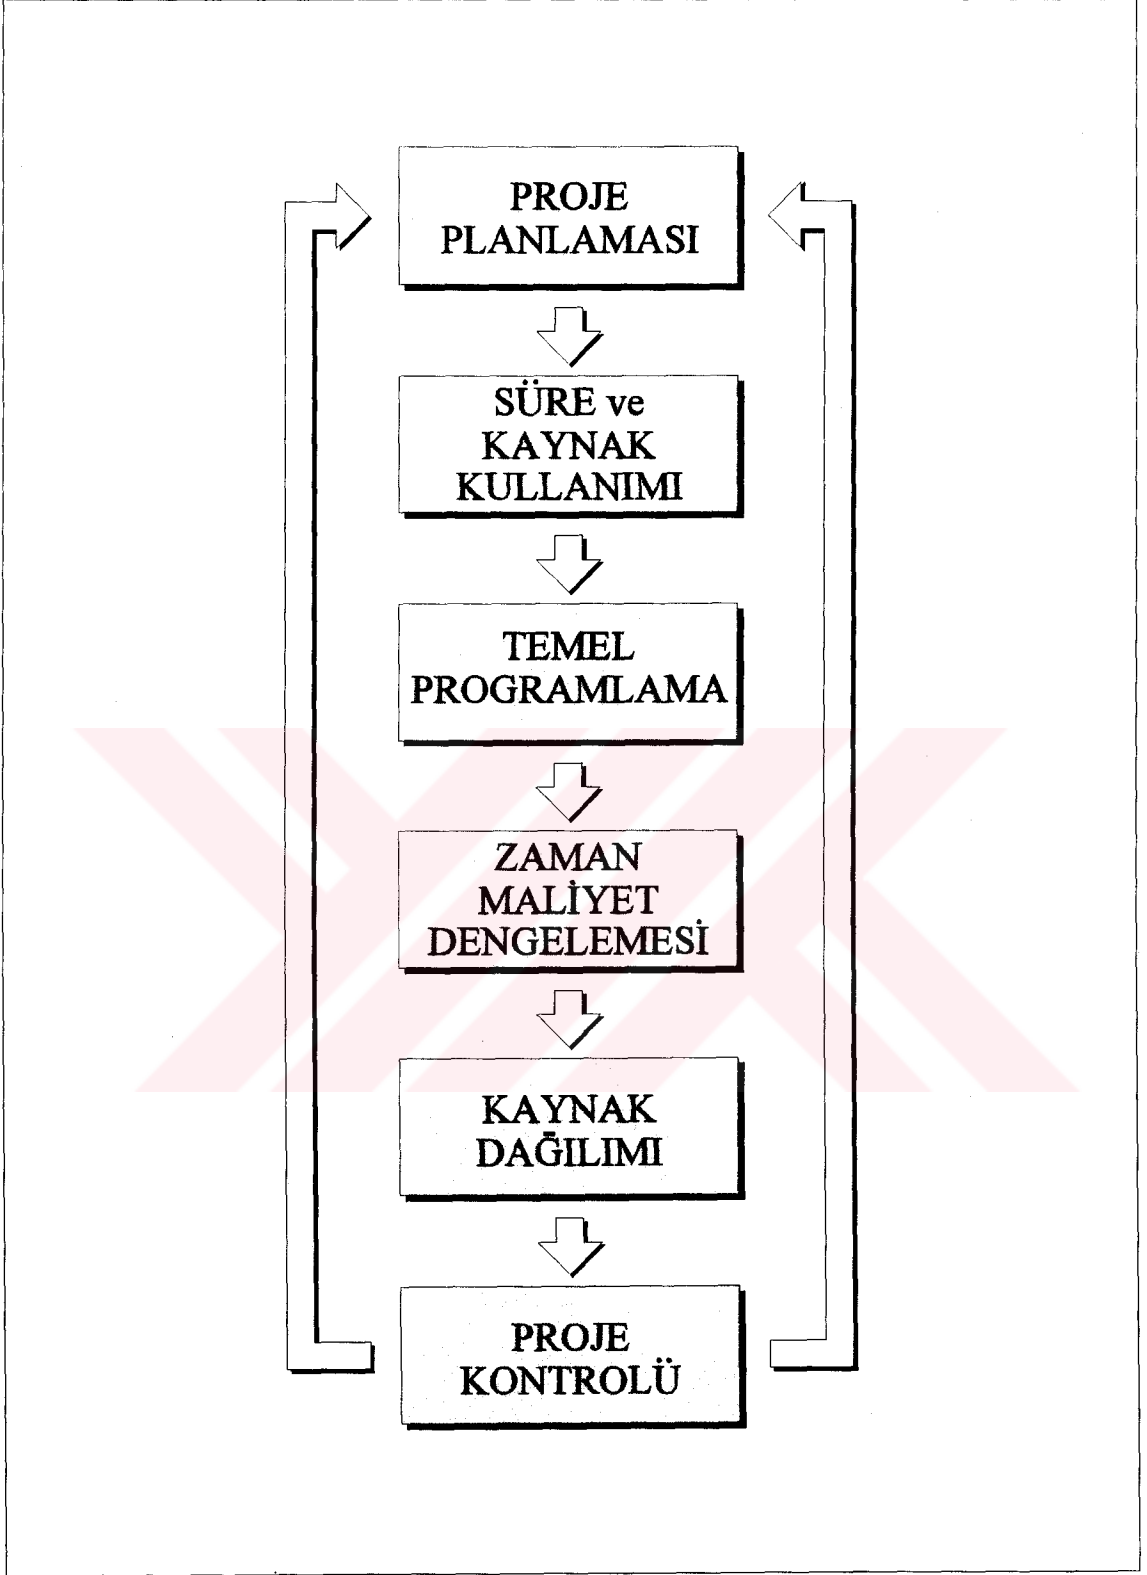 PROJE
PLANLAMASI
SÜRE ve
KAYNAK
KULLANIMI
TEMEL
PROGRAMLAMA
ZAMAN
MALİYET
DENGELEMESİ
KAYNAK
DAĞILIMI
PROJE
KONTROLÜ